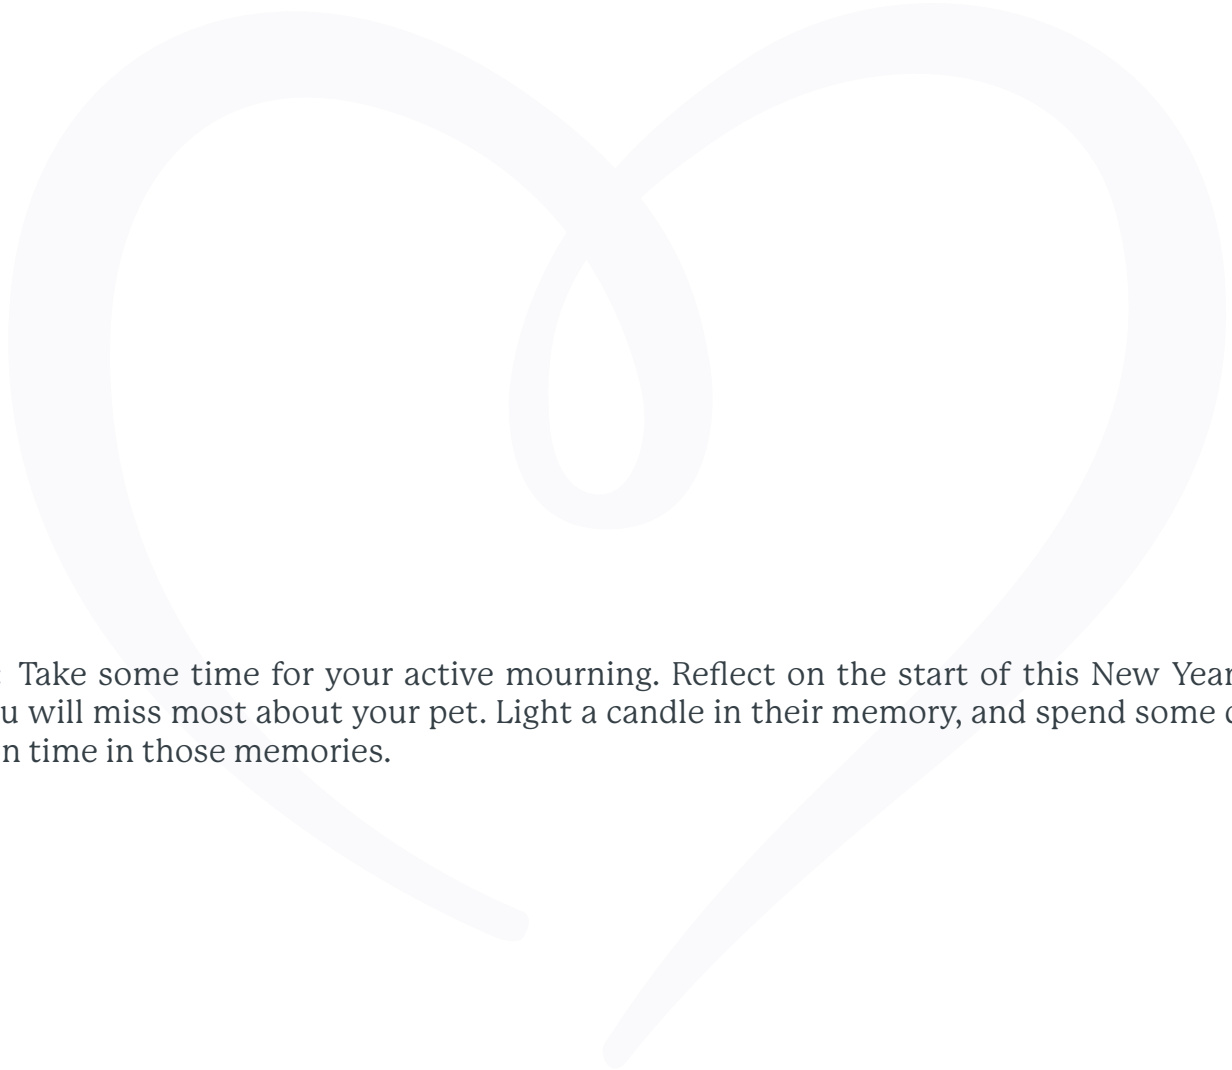 Take some time for your active mourning. Reflect on the start of this New Year
will miss most about your pet. Light a candle in their memory, and spend some
time in those memories.